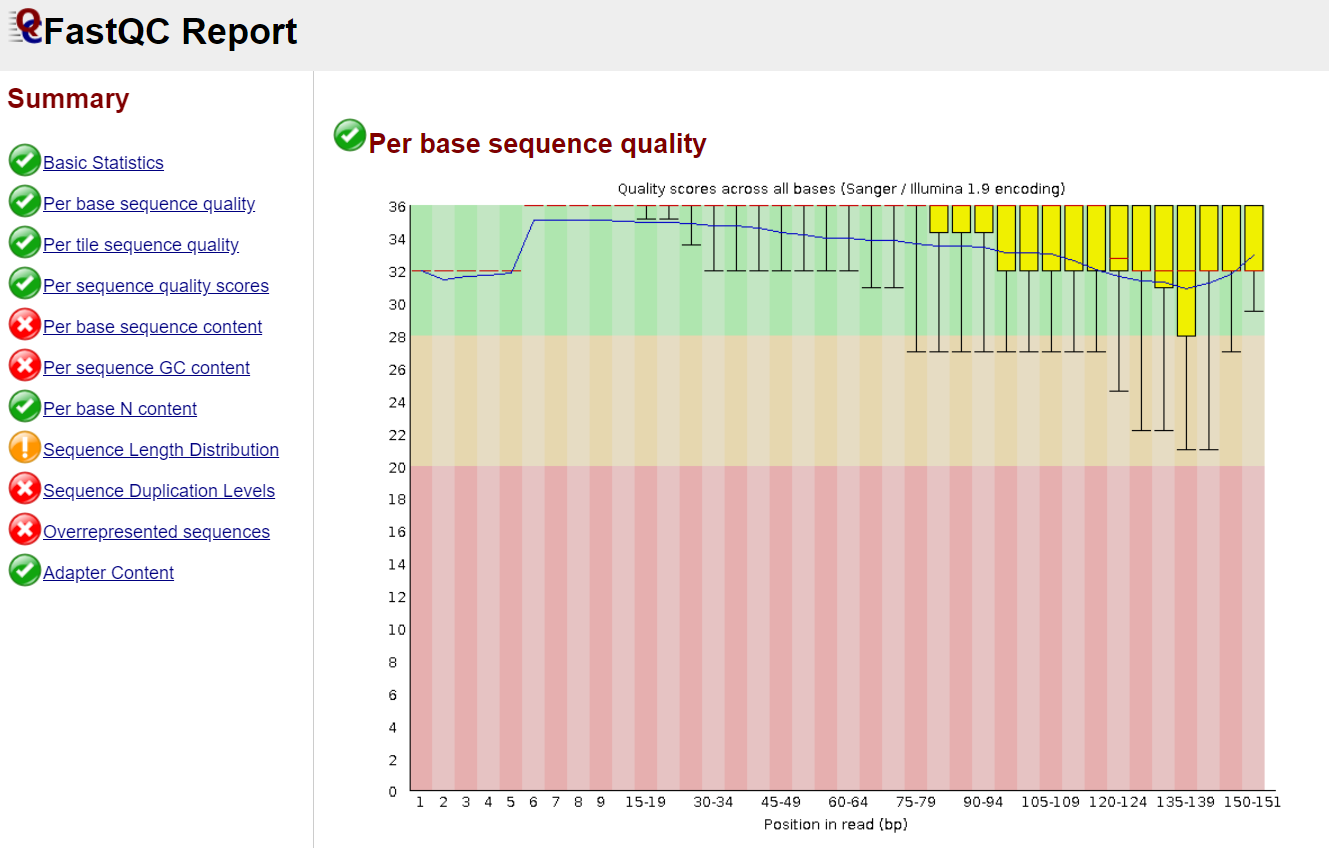 FastQC Report
Summary
Basic Statistics
Per base sequence quality
Per tile sequence quality
Per sequence quality scores
Per base sequence content
Per sequence GC content
Per base N content
Sequence Length Distribution
Sequence Duplication Levels
Overrepresented sequences
Adapter Content
Per base sequence quality
Quality scores across all bases (Sanger / Illumina 1.9 encoding)
36
34
32
30
28
26
24
22
20
18
16
14
12
10
8
6
4
2
0
1 2 3 4 5 6 7 8 9 15-19 30-34 45-49 60-64 75-79 90-94 105-109 120-124 135-139 150-151
Position in read (bp)